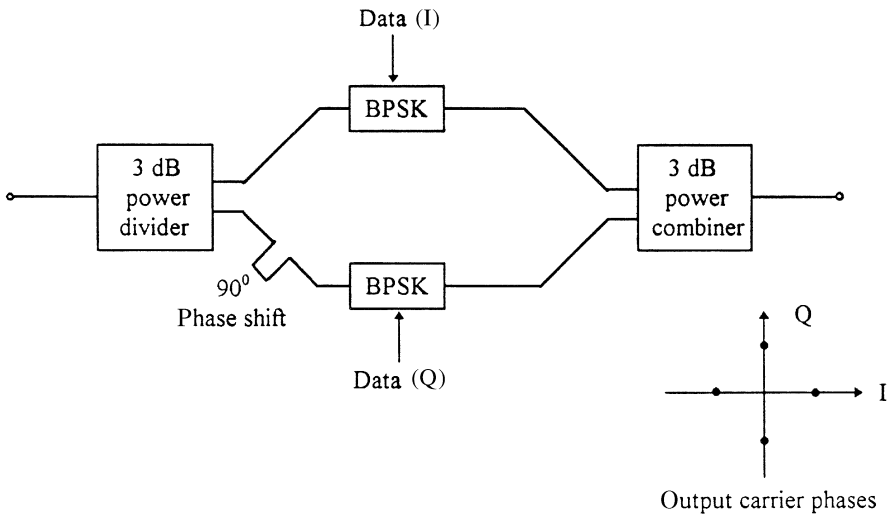 Data (I)
BPSK
3 dB
power
divider
3 dB
power
combiner
90⁰
Phase shift
BPSK
Data (Q)
Q
I
Output carrier phases